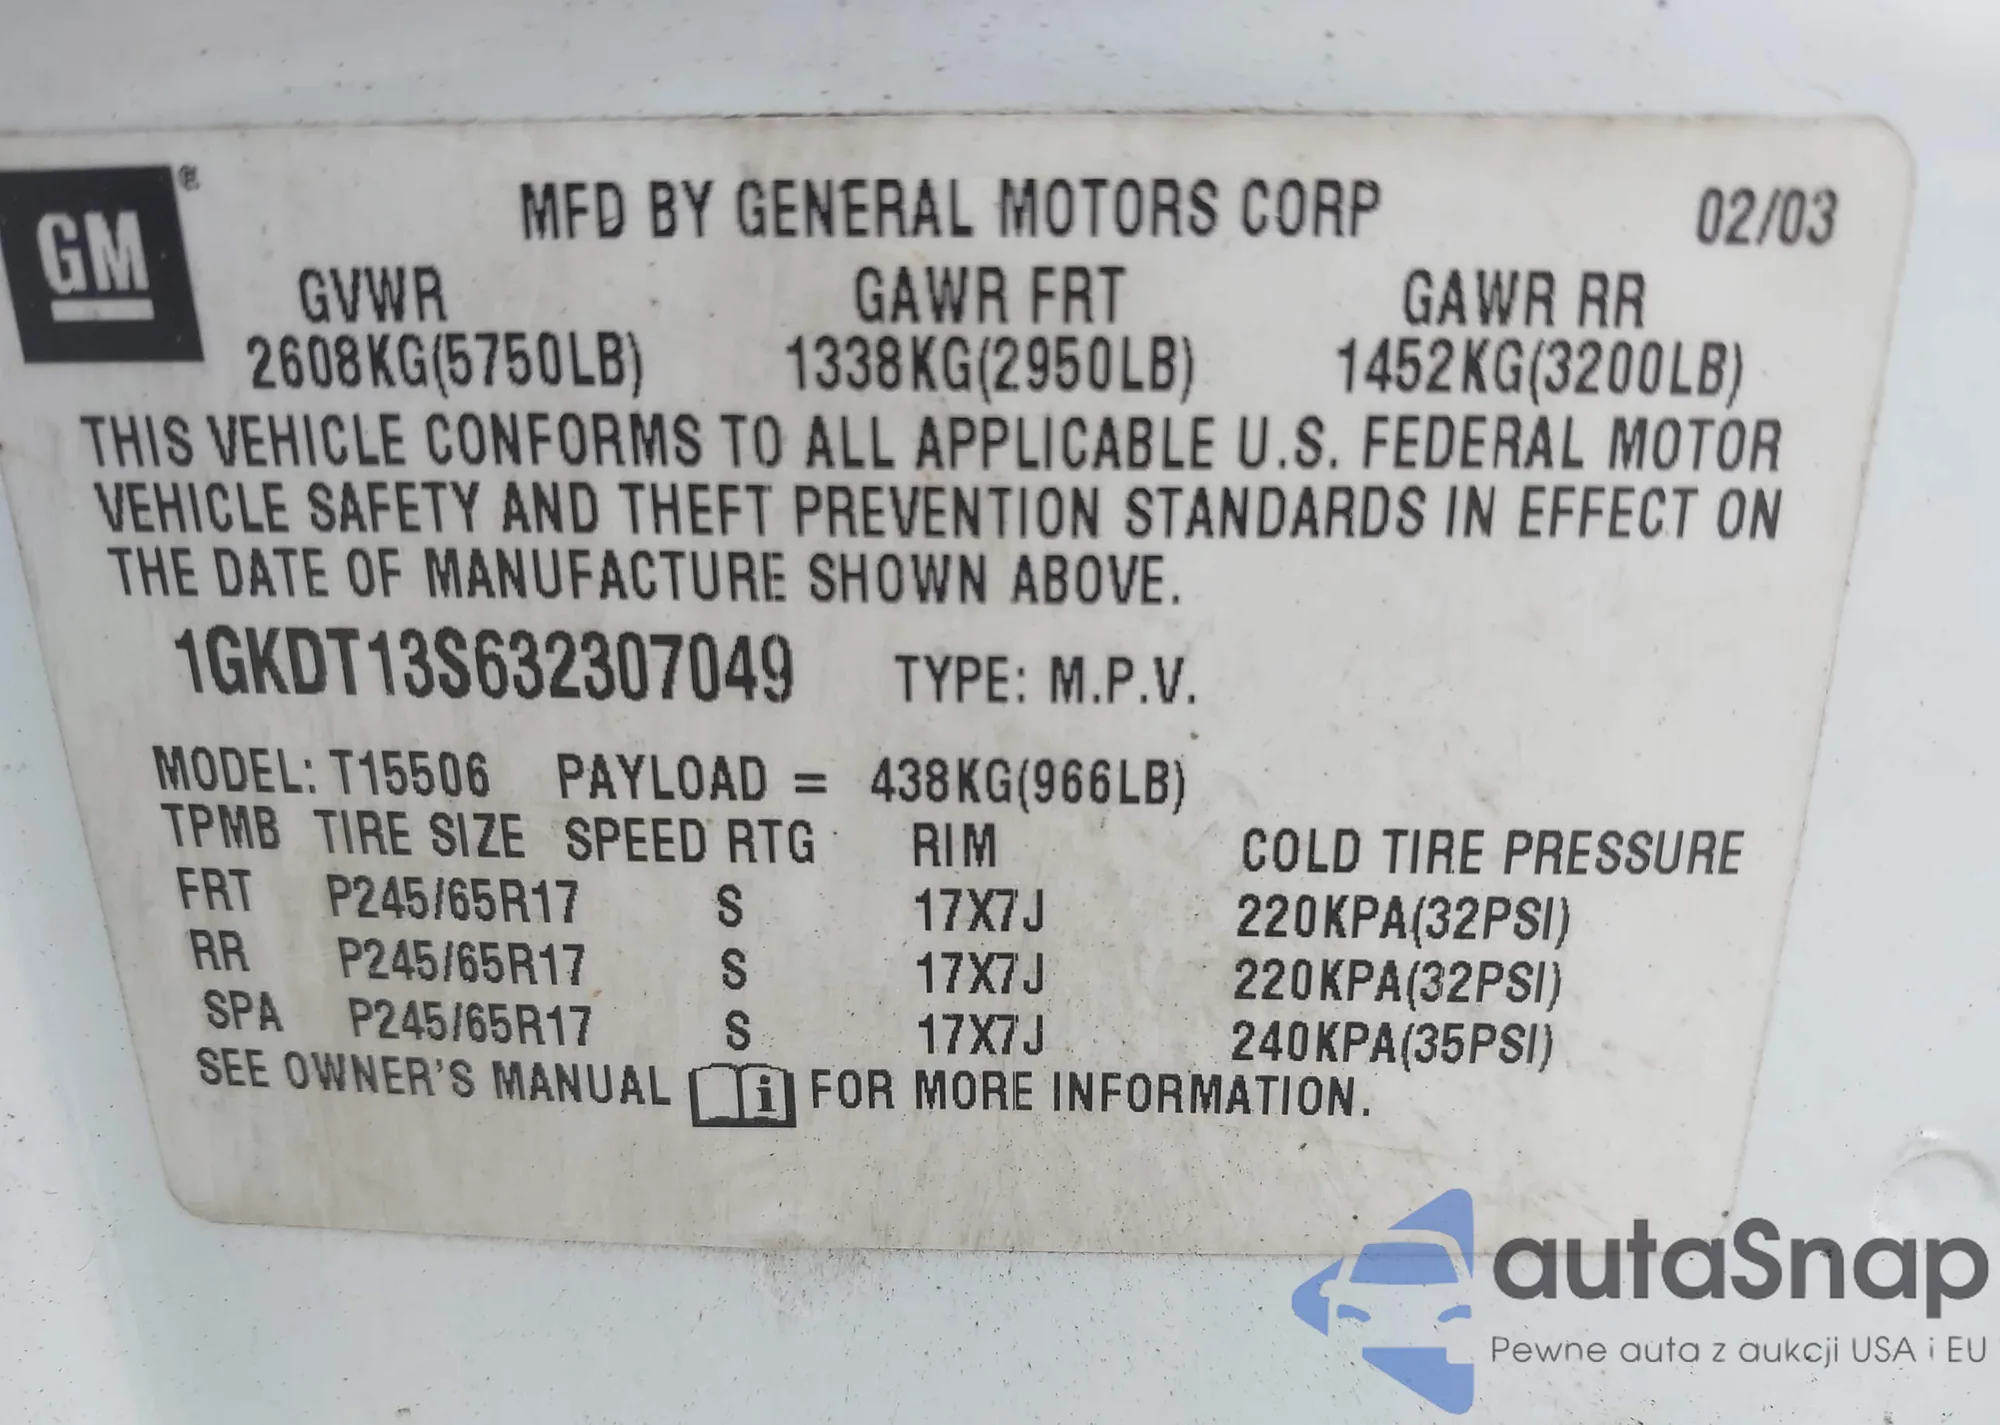 GM®
MFD BY GENERAL MOTORS CORP 02/03
GVWR GAWR FRT GAWR RR
2608KG(5750LB) 1338KG(2950LB) 1452KG(3200LB)
THIS VEHICLE CONFORMS TO ALL APPLICABLE U.S. FEDERAL MOTOR
VEHICLE SAFETY AND THEFT PREVENTION STANDARDS IN EFFECT ON
THE DATE OF MANUFACTURE SHOWN ABOVE.
1GKDT13S632307049 TYPE: M.P.V.
MODEL: T15506 PAYLOAD = 438KG(966LB)
TPMB TIRE SIZE SPEED RTG RIM COLD TIRE PRESSURE
FRT P245/65R17 S 17X7J 220KPA(32PSI)
RR P245/65R17 S 17X7J 220KPA(32PSI)
SPA P245/65R17 S 17X7J 240KPA(35PSI)
SEE OWNER'S MANUAL i FOR MORE INFORMATION.
autaSnap
Pewne auta z aukcji USA i EU